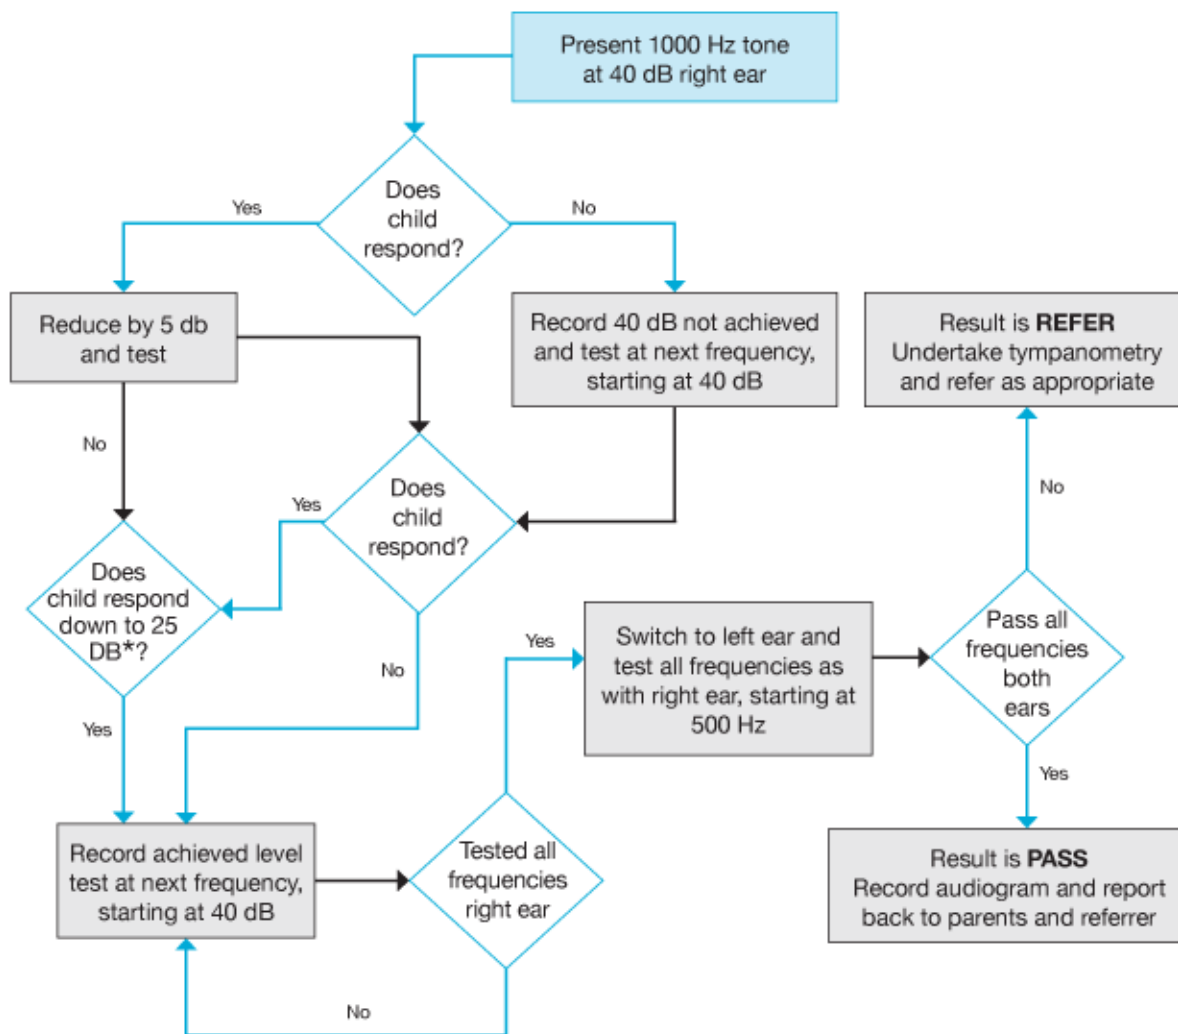 Present 1000 Hz tone
at 40 dB right ear
Does
child
respond?
Yes
No
Reduce by 5 db
and test
Record 40 dB not achieved
and test at next frequency,
starting at 40 dB
Result is REFER
Undertake tympanometry
and refer as appropriate
No
Does
child
respond?
Yes
No
Does
child respond
down to 25
DB*?
Yes
No
Switch to left ear and
test all frequencies as
with right ear, starting at
500 Hz
Yes
Pass all
frequencies
both
ears
Yes
Record achieved level
test at next frequency,
starting at 40 dB
Tested all
frequencies
right ear
Result is PASS
Record audiogram and report
back to parents and referrer
No